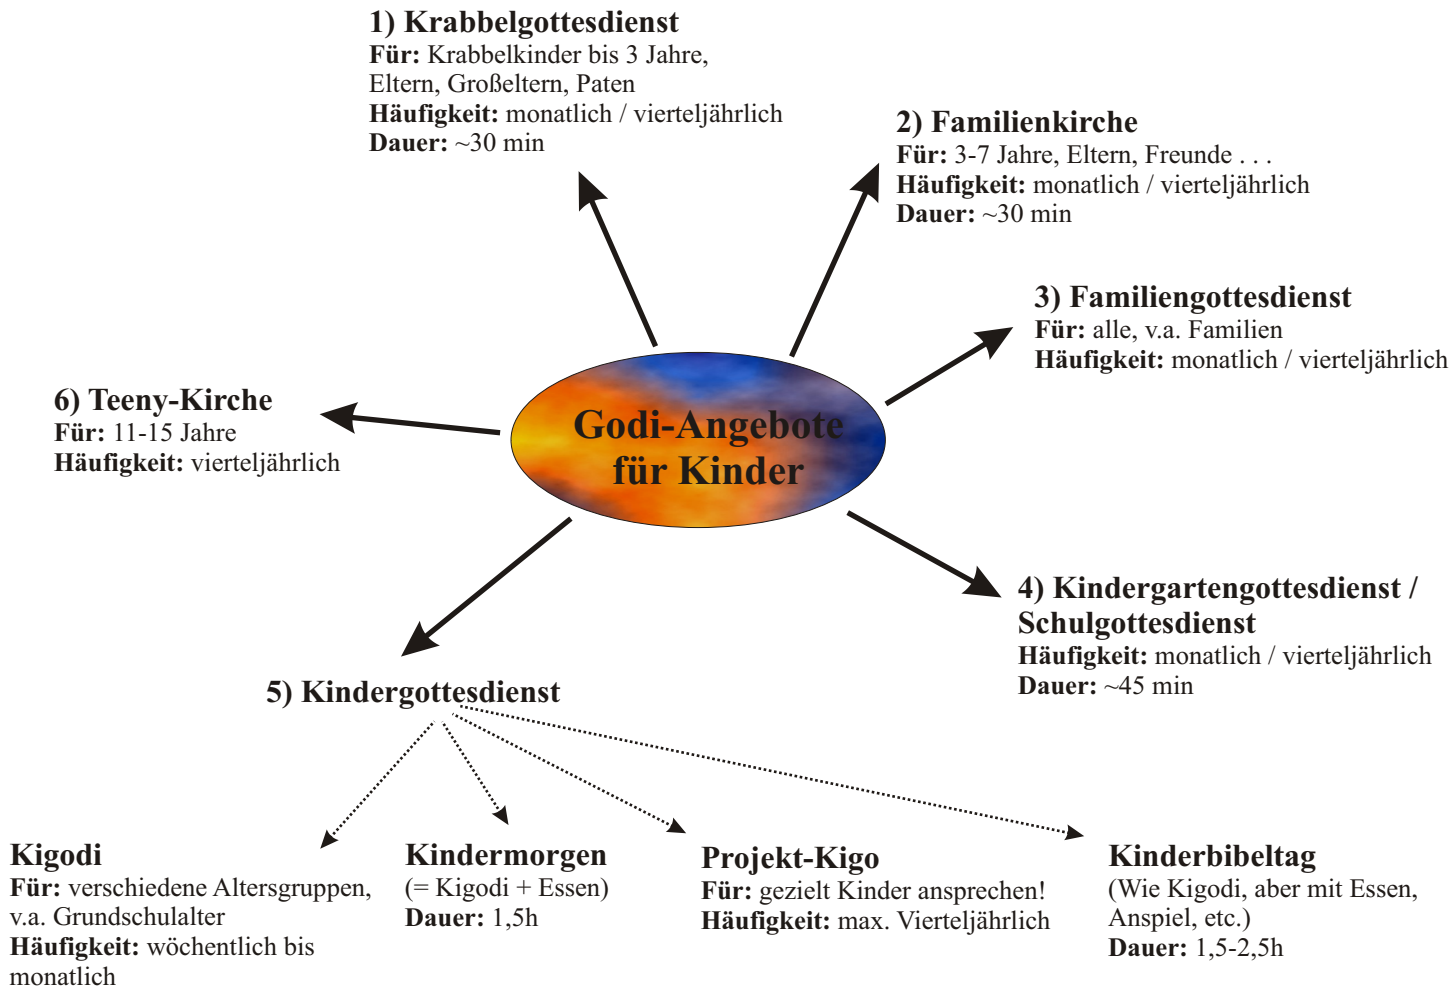 1) Krabbelgottesdienst
Für: Krabbelkinder bis 3 Jahre,
Eltern, Großeltern, Paten
Häufigkeit: monatlich / vierteljährlich
Dauer: ~30 min
2) Familienkirche
Für: 3-7 Jahre, Eltern, Freunde . . .
Häufigkeit: monatlich / vierteljährlich
Dauer: ~30 min
3) Familiengottesdienst
Für: alle, v.a. Familien
Häufigkeit: monatlich / vierteljährlich
6) Teeny-Kirche
Für: 11-15 Jahre
Häufigkeit: vierteljährlich
Godi-Angebote
für Kinder
4) Kindergartengottesdienst /
Schulgottesdienst
Häufigkeit: monatlich / vierteljährlich
Dauer: ~45 min
5) Kindergottesdienst
Kigodi
Für: verschiedene Altersgruppen,
v.a. Grundschulalter
Häufigkeit: wöchentlich bis
monatlich
Kindermorgen
(= Kigodi + Essen)
Dauer: 1,5h
Projekt-Kigo
Für: gezielt Kinder ansprechen!
Häufigkeit: max. Vierteljährlich
Kinderbibeltag
(Wie Kigodi, aber mit Essen,
Anspiel, etc.)
Dauer: 1,5-2,5h